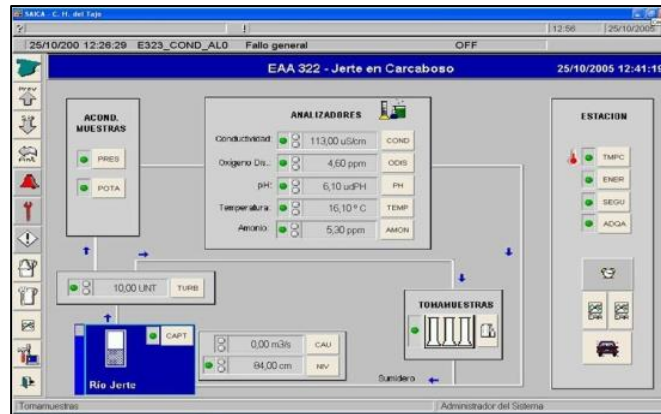 SAICA - C. H. del Tajo
12:56 25/10/2005
25/10/200 12:26:29 E323_COND_AL0 Fallo general OFF
EAA 322 - Jerte en Carcaboso 25/10/2005 12:41:19
ACOND. MUESTRAS
PRES
POTA
ANALIZADORES
Conductividad: 113,00 uS/cm COND
Oxígeno Dis.: 4,60 ppm ODIS
pH: 6,10 udPH PH
Temperatura: 16,10 º C TEMP
Amonio: 5,30 ppm AMON
ESTACION
TMPC
ENER
SEGU
ADQA
10,00 UNT TURB
TOMAMUESTRAS
CAPT
Río Jerte
0,00 m3/s CAU
84,00 cm NIV
Sumidero
Tomamuestras Administrador del Sistema